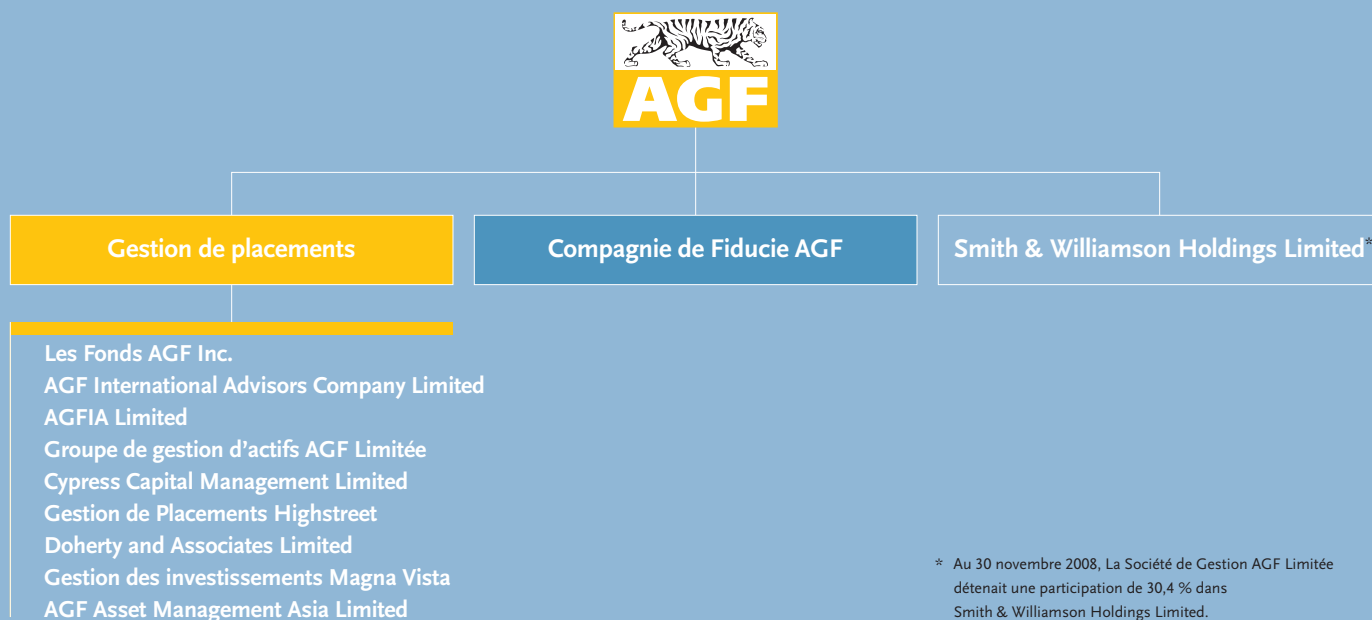 AGF
Gestion de placements
Compagnie de Fiducie AGF
Smith & Williamson Holdings Limited*
Les Fonds AGF Inc.
AGF International Advisors Company Limited
AGFIA Limited
Groupe de gestion d’actifs AGF Limitée
Cypress Capital Management Limited
Gestion de Placements Highstreet
Doherty and Associates Limited
Gestion des investissements Magna Vista
AGF Asset Management Asia Limited
* Au 30 novembre 2008, La Société de Gestion AGF Limitée
détenait une participation de 30,4 % dans
Smith & Williamson Holdings Limited.